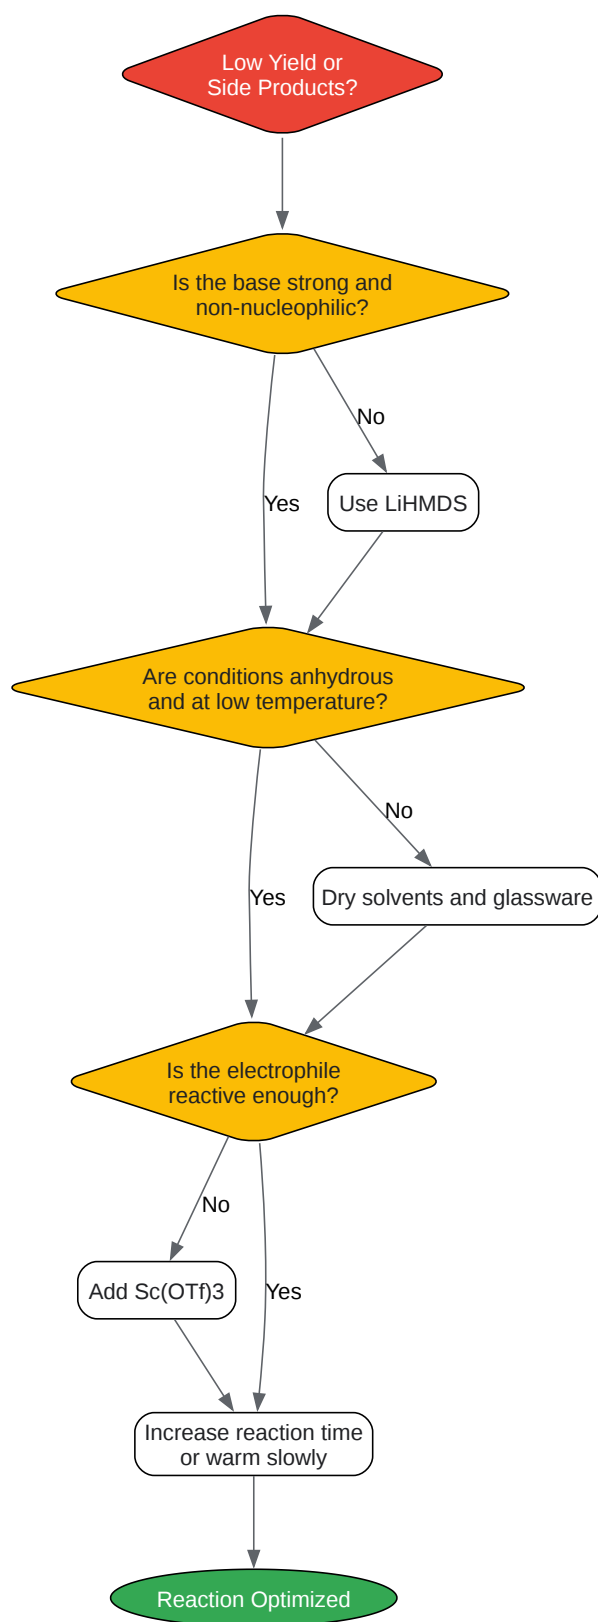 Low Yield or
Side Products?
Is the base strong and
non-nucleophilic?
No
Yes
Use LiHMDS
Are conditions anhydrous
and at low temperature?
No
Yes
Dry solvents and glassware
Is the electrophile
reactive enough?
No
Add Sc(OTf)3
Yes
Increase reaction time
or warm slowly
Reaction Optimized